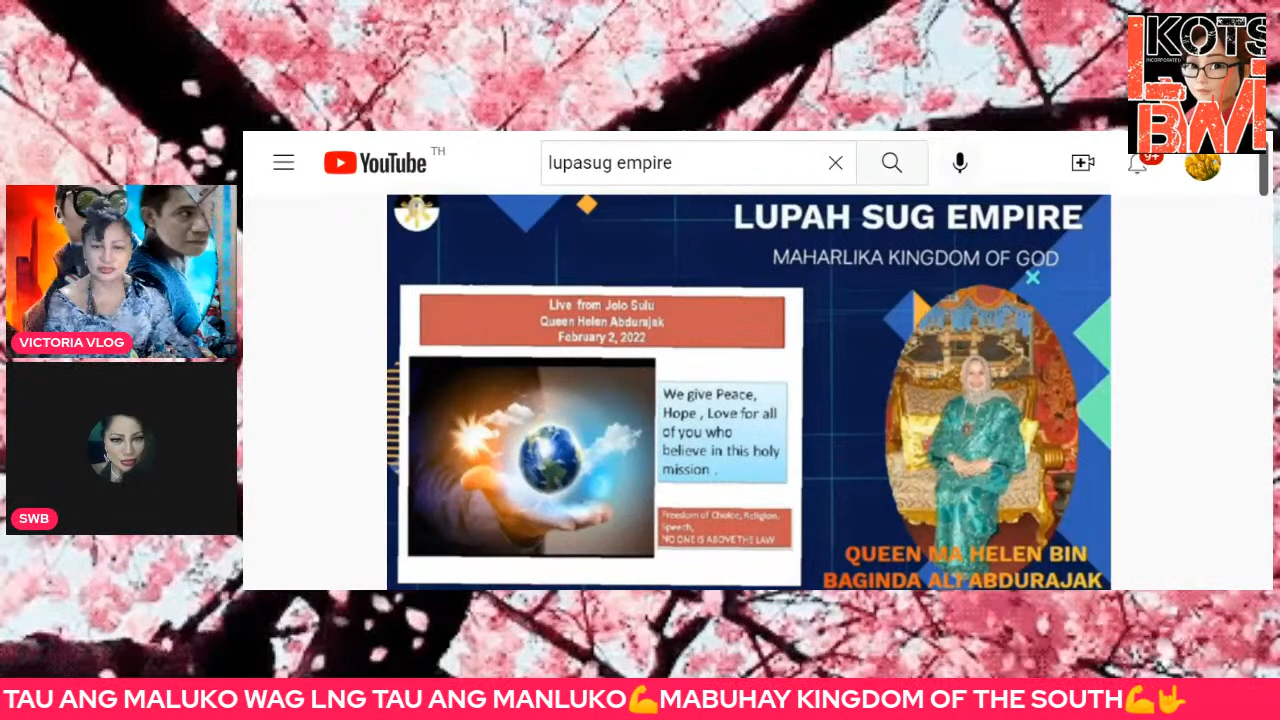 KOTS
INCORPORATED
YouTube TH
lupasug empire
9+
LUPAH SUG EMPIRE
MAHARLIKA KINGDOM OF GOD
Live from Jolo Sulu
Queen Helen Abdurajak
February 2, 2022
We give Peace,
Hope , Love for all
of you who
believe in this holy
mission .
Freedom of Choice, Religion,
Speech,
NO ONE IS ABOVE THE LAW
QUEEN MA HELEN BIN
BAGINDA ALI ABDURAJAK
VICTORIA VLOG
SWB
TAU ANG MALUKO WAG LNG TAU ANG MANLUKO💪MABUHAY KINGDOM OF THE SOUTH💪🤟